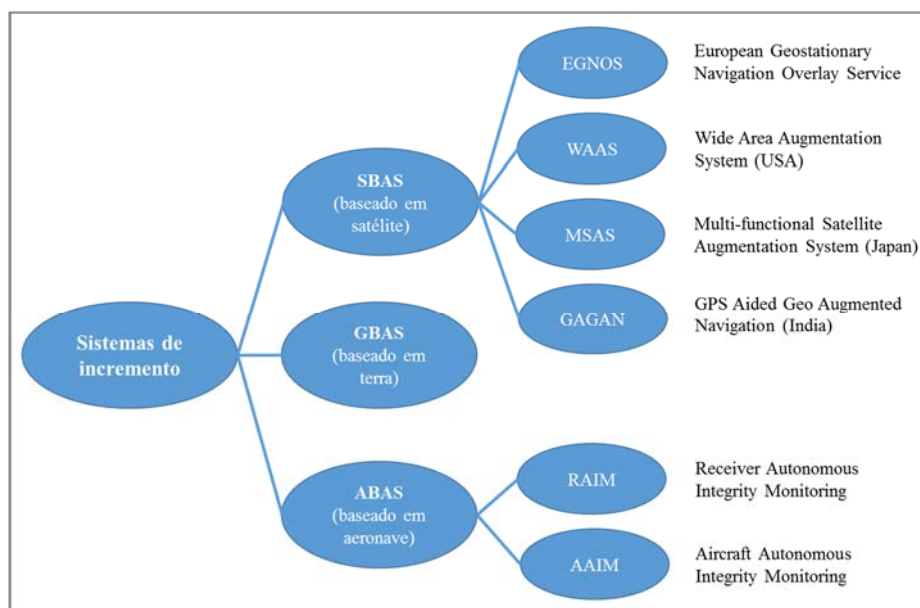 EGNOS
European Geostationary
Navigation Overlay Service
WAAS
Wide Area Augmentation
System (USA)
SBAS
(baseado em
satélite)
MSAS
Multi-functional Satellite
Augmentation System (Japan)
GAGAN
GPS Aided Geo Augmented
Navigation (India)
Sistemas de
incremento
GBAS
(baseado em
terra)
ABAS
(baseado em
aeronave)
RAIM
Receiver Autonomous
Integrity Monitoring
AAIM
Aircraft Autonomous
Integrity Monitoring